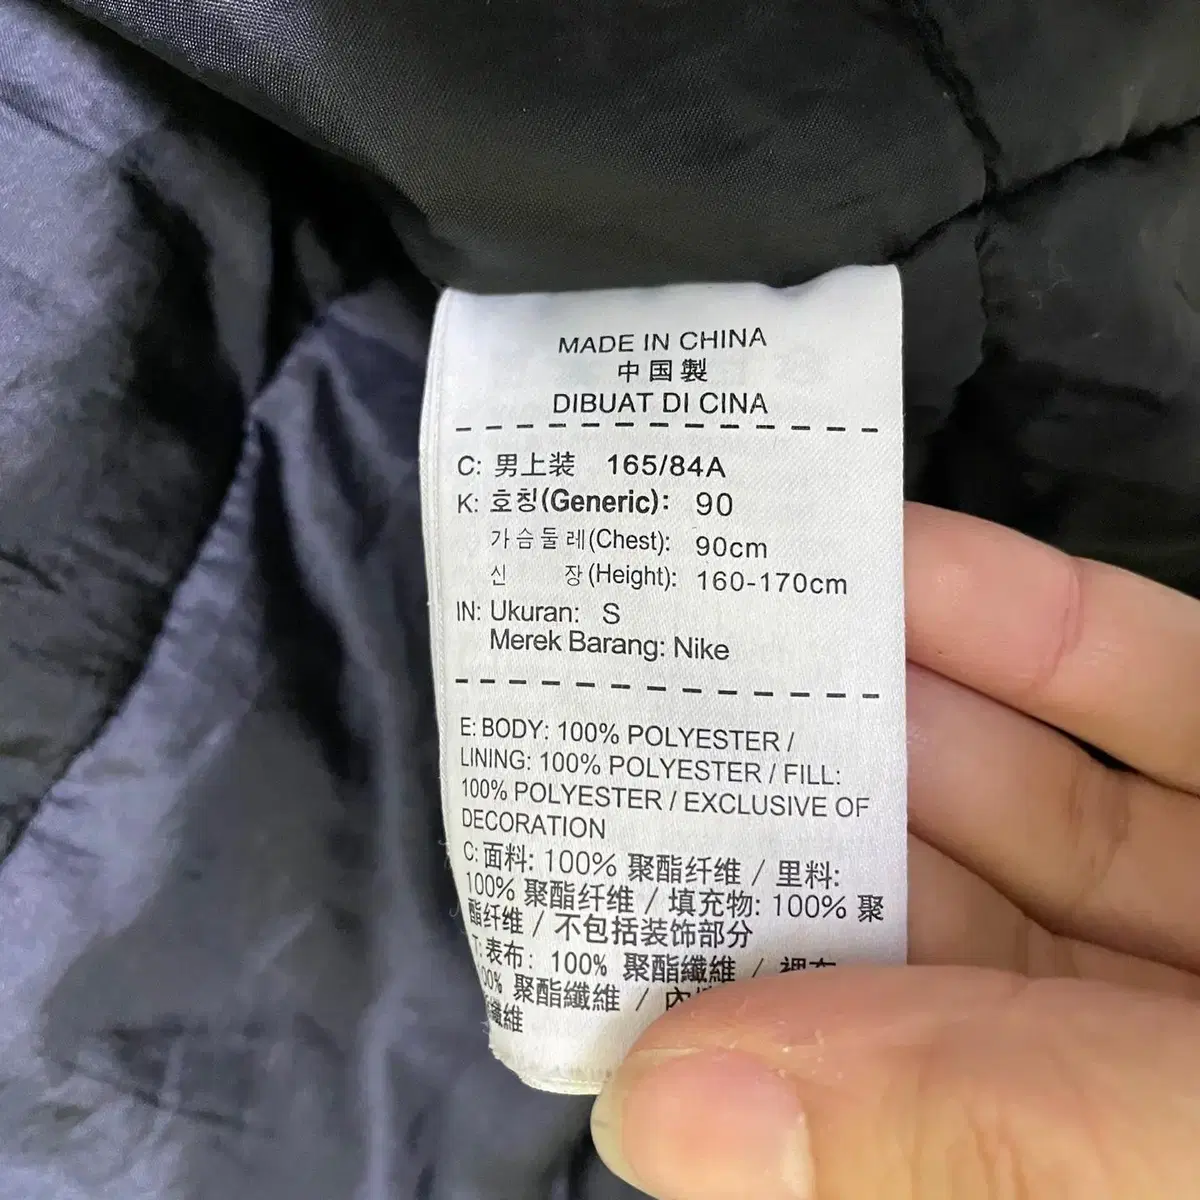 MADE IN CHINA
中国製
DIBUAT DI CINA
C: 男上装 165/84A
K: 호칭(Generic): 90
가슴둘레(Chest): 90cm
신 장(Height): 160-170cm
IN: Ukuran: S
Merek Barang: Nike
E: BODY: 100% POLYESTER /
LINING: 100% POLYESTER / FILL:
100% POLYESTER / EXCLUSIVE OF
DECORATION
C: 面料: 100% 聚酯纤维 / 里料:
100% 聚酯纤维 / 填充物: 100% 聚
酯纤维 / 不包括装饰部分
T: 表布: 100% 聚酯纖維 / 裡布
聚酯纖維 / 內
纖維